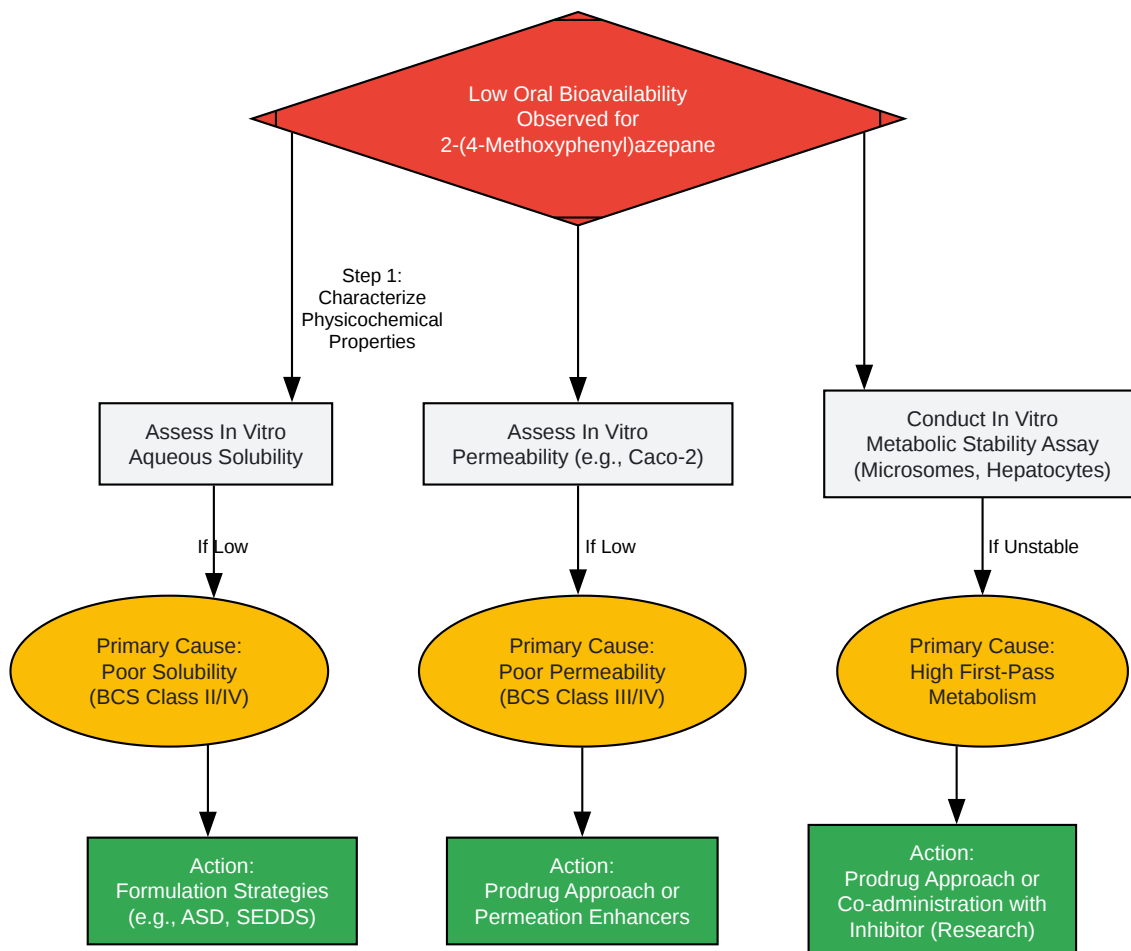 Low Oral Bioavailability
Observed for
2-(4-Methoxyphenyl)azepane
Step 1:
Characterize
Physicochemical
Properties
Assess In Vitro
Aqueous Solubility
Assess In Vitro
Permeability (e.g., Caco-2)
Conduct In Vitro
Metabolic Stability Assay
(Microsomes, Hepatocytes)
If Low
If Low
If Unstable
Primary Cause:
Poor Solubility
(BCS Class II/IV)
Primary Cause:
Poor Permeability
(BCS Class III/IV)
Primary Cause:
High First-Pass
Metabolism
Action:
Formulation Strategies
(e.g., ASD, SEDDS)
Action:
Prodrug Approach or
Permeation Enhancers
Action:
Prodrug Approach or
Co-administration with
Inhibitor (Research)